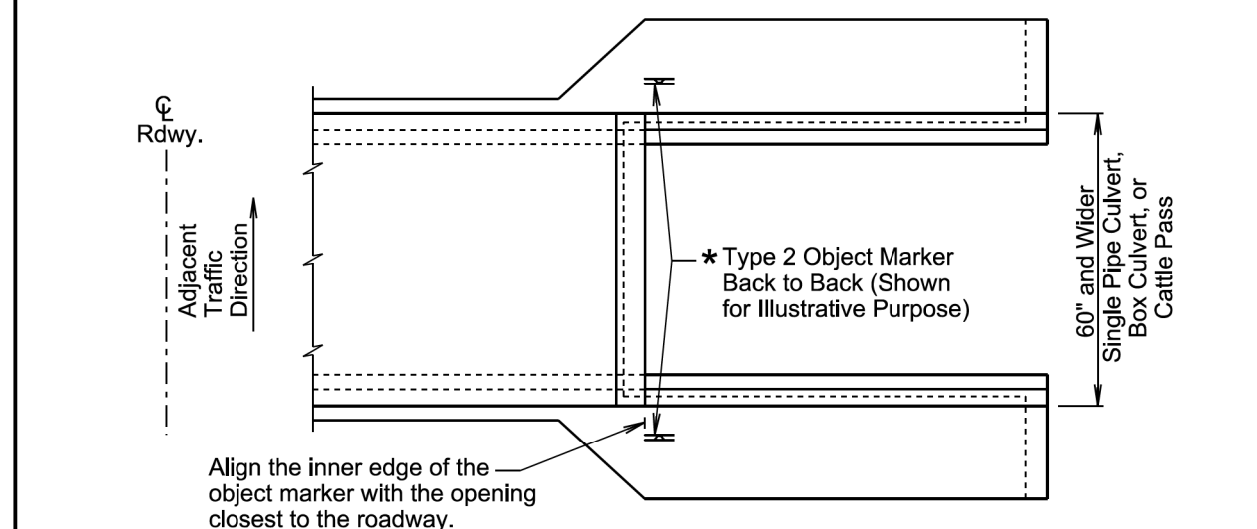 ℄
Rdwy.
Adjacent
Traffic
Direction
* Type 2 Object Marker
Back to Back (Shown
for Illustrative Purpose)
60" and Wider
Single Pipe Culvert,
Box Culvert, or
Cattle Pass
Align the inner edge of the
object marker with the opening
closest to the roadway.